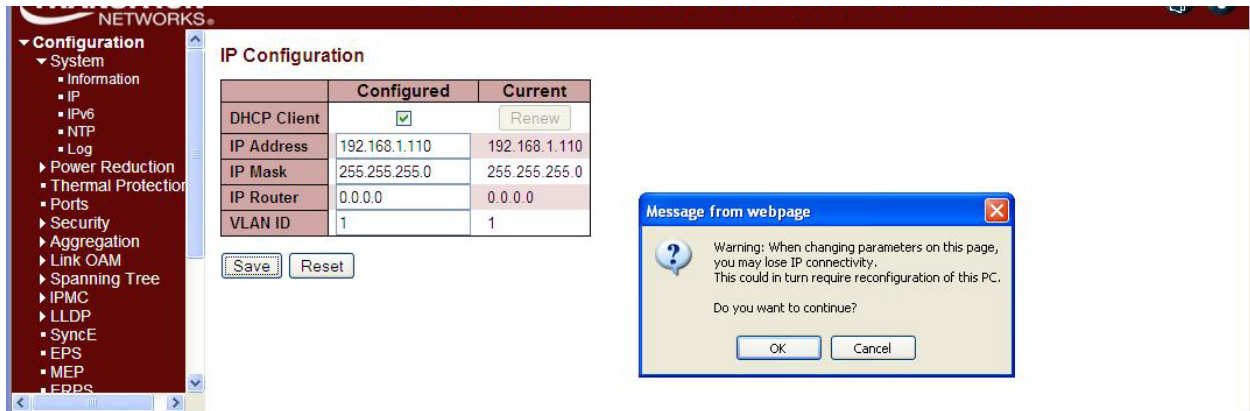 NETWORKS®
Configuration
System
Information
IP
IPv6
NTP
Log
Power Reduction
Thermal Protection
Ports
Security
Aggregation
Link OAM
Spanning Tree
IPMC
LLDP
SyncE
EPS
MEP
ERPS
IP Configuration
Configured Current
DHCP Client Renew
IP Address 192.168.1.110 192.168.1.110
IP Mask 255.255.255.0 255.255.255.0
IP Router 0.0.0.0 0.0.0.0
VLAN ID 1 1
Save Reset
Message from webpage
Warning: When changing parameters on this page,
you may lose IP connectivity.
This could in turn require reconfiguration of this PC.
Do you want to continue?
OK Cancel